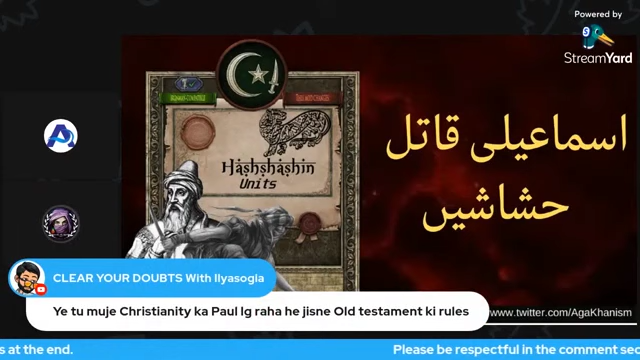 Powered by
StreamYard
اسماعیلی قاتل
حشاشیں
Hashshashin
Units
CLEAR YOUR DOUBTS With Ilyasogia
Ye tu muje Christianity ka Paul lg raha he jisne Old testament ki rules
www.twitter.com/AgaKhanism
s at the end.
Please be respectful in the comment sec